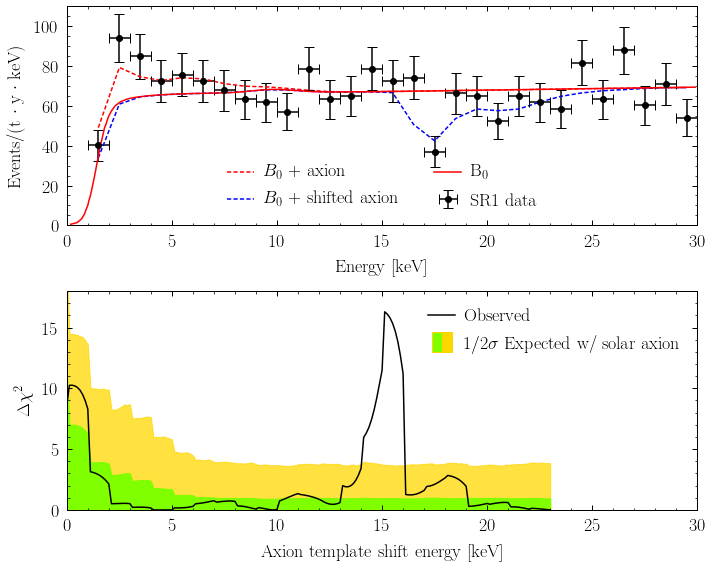 Events/(t · y · keV)
100
80
60
40
20
0
B₀ + axion
B₀
B₀ + shifted axion
SR1 data
0 5 10 15 20 25 30
Energy [keV]
Δχ²
15
10
5
0
Observed
1/2σ Expected w/ solar axion
0 5 10 15 20 25 30
Axion template shift energy [keV]